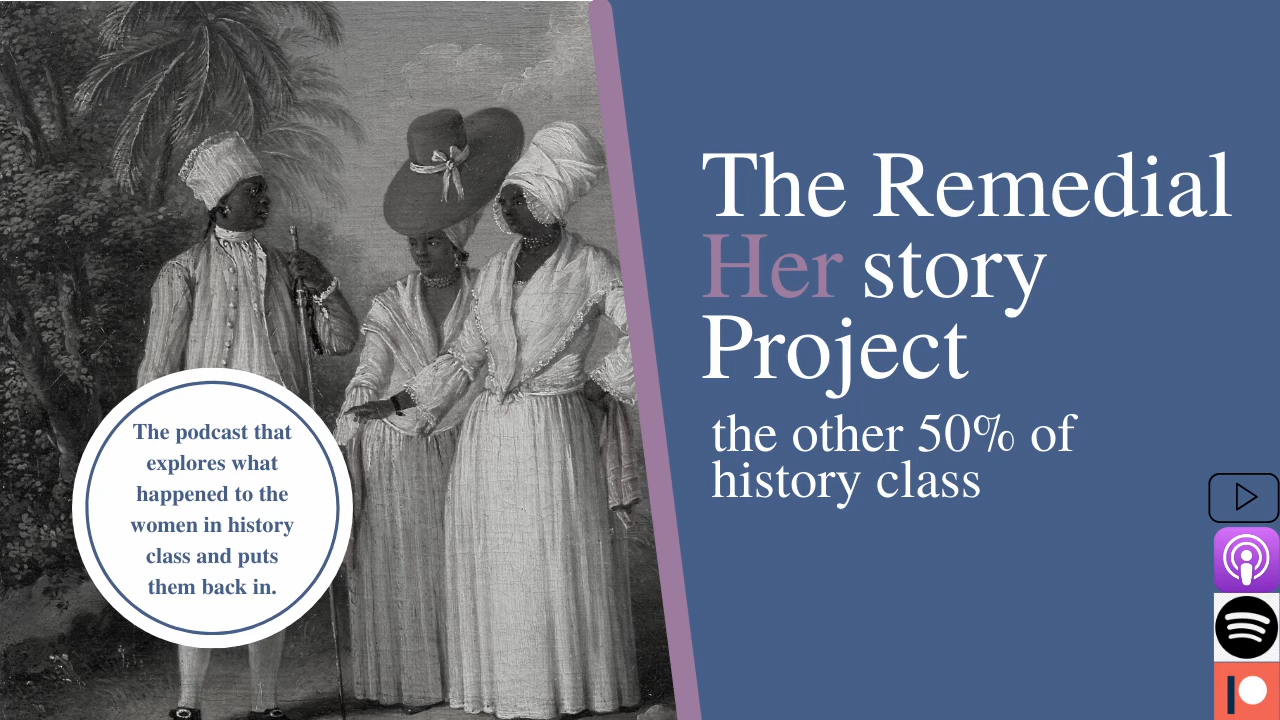 The Remedial
Her story
Project
the other 50% of
history class
The podcast that
explores what
happened to the
women in history
class and puts
them back in.